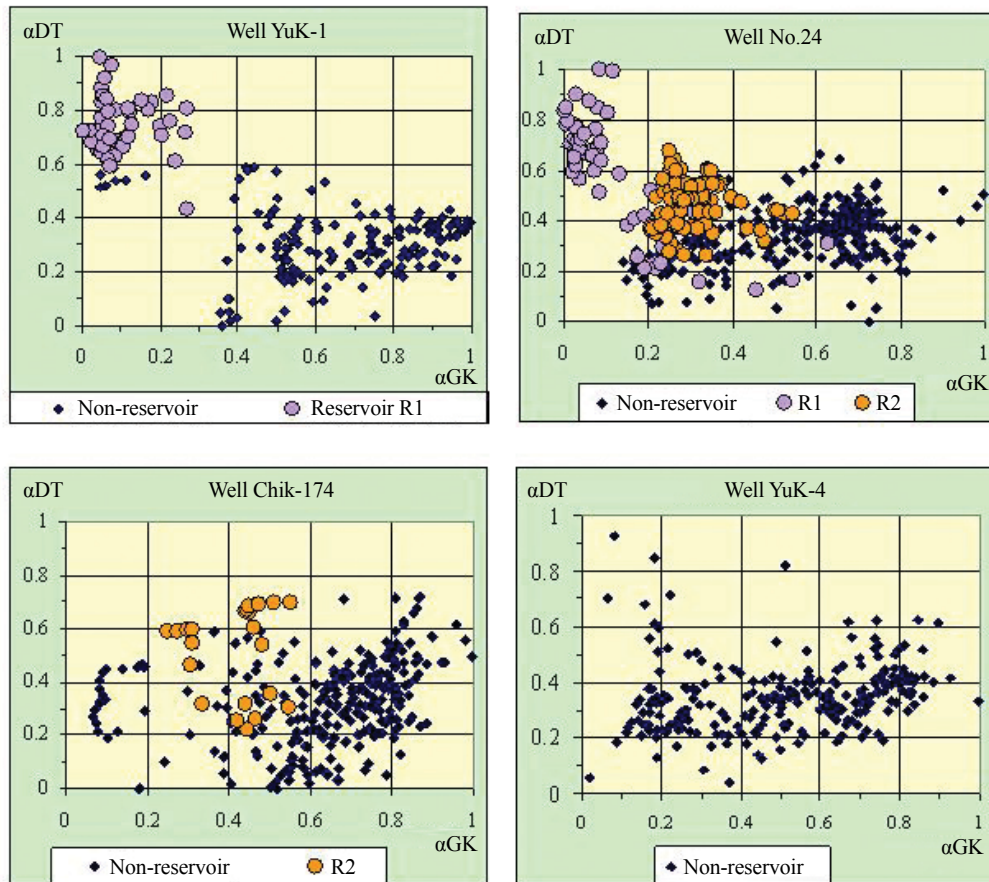 αDT Well YuK-1
1
0.8
0.6
0.4
0.2
0
0 0.2 0.4 0.6 0.8 1
αGK
Non-reservoir Reservoir R1
αDT Well No.24
1
0.8
0.6
0.4
0.2
0
0 0.2 0.4 0.6 0.8 1
αGK
Non-reservoir R1 R2
αDT Well Chik-174
1
0.8
0.6
0.4
0.2
0
0 0.2 0.4 0.6 0.8 1
αGK
Non-reservoir R2
αDT Well YuK-4
1
0.8
0.6
0.4
0.2
0
0 0.2 0.4 0.6 0.8 1
αGK
Non-reservoir